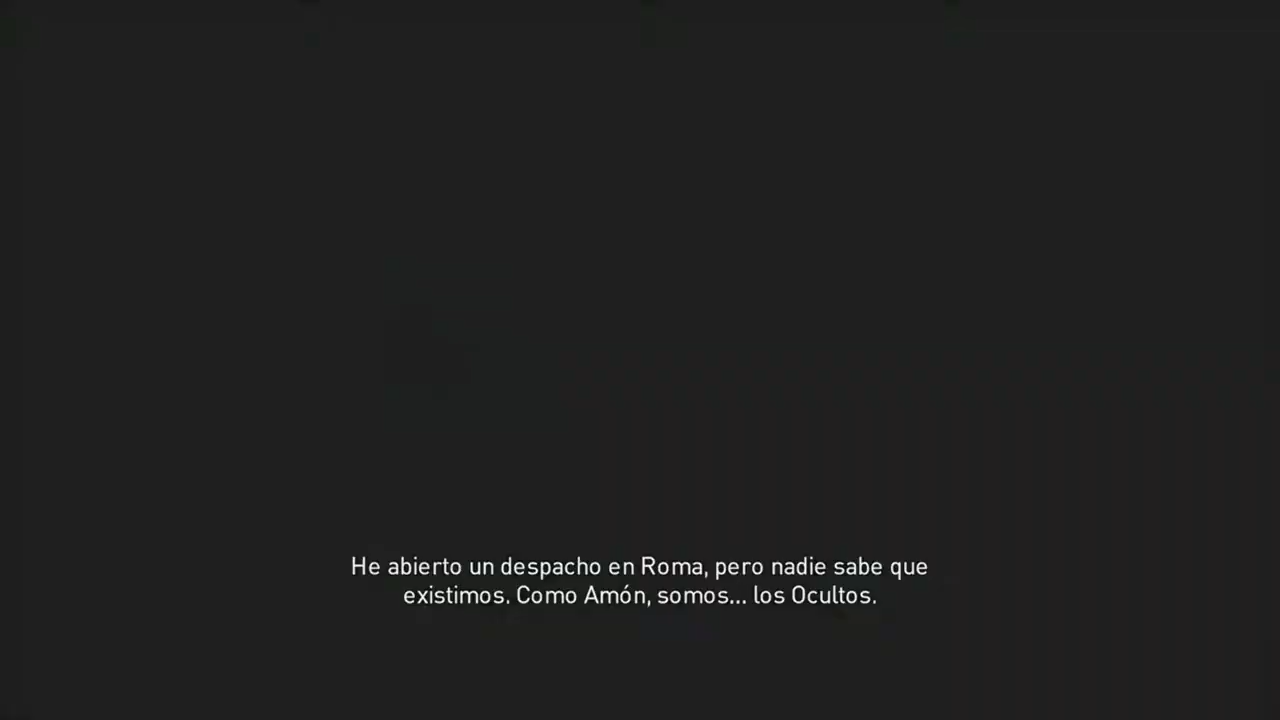 He abierto un despacho en Roma, pero nadie sabe que
existimos. Como Amón, somos... los Ocultos.